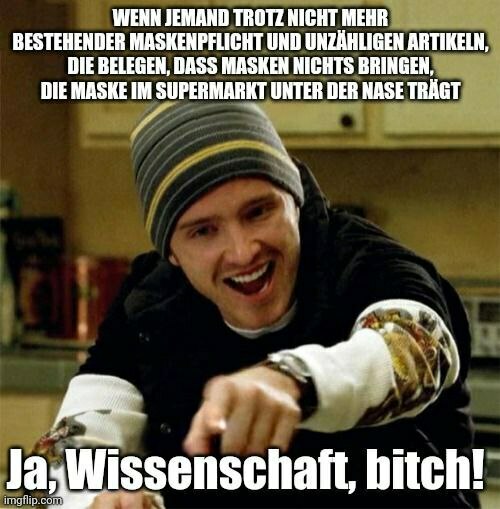 WENN JEMAND TROTZ NICHT MEHR
BESTEHENDER MASKENPFLICHT UND UNZÄHLIGEN ARTIKELN,
DIE BELEGEN, DASS MASKEN NICHTS BRINGEN,
DIE MASKE IM SUPERMARKT UNTER DER NASE TRÄGT
Ja, Wissenschaft, bitch!
imgflip.com